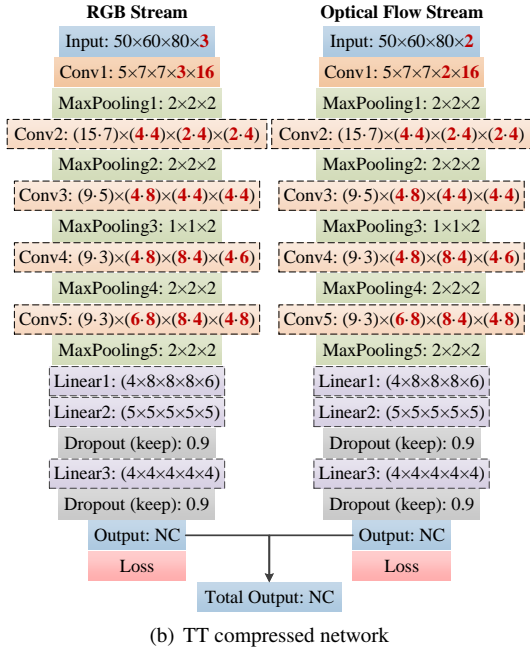 RGB Stream
Input: 50×60×80×3
Conv1: 5×7×7×3×16
MaxPooling1: 2×2×2
Conv2: (15·7)×(4·4)×(2·4)×(2·4)
MaxPooling2: 2×2×2
Conv3: (9·5)×(4·8)×(4·4)×(4·4)
MaxPooling3: 1×1×2
Conv4: (9·3)×(4·8)×(8·4)×(4·6)
MaxPooling4: 2×2×2
Conv5: (9·3)×(6·8)×(8·4)×(4·8)
MaxPooling5: 2×2×2
Linear1: (4×8×8×8×6)
Linear2: (5×5×5×5×5)
Dropout (keep): 0.9
Linear3: (4×4×4×4×4)
Dropout (keep): 0.9
Output: NC
Loss
Optical Flow Stream
Input: 50×60×80×2
Conv1: 5×7×7×2×16
MaxPooling1: 2×2×2
Conv2: (15·7)×(4·4)×(2·4)×(2·4)
MaxPooling2: 2×2×2
Conv3: (9·5)×(4·8)×(4·4)×(4·4)
MaxPooling3: 1×1×2
Conv4: (9·3)×(4·8)×(8·4)×(4·6)
MaxPooling4: 2×2×2
Conv5: (9·3)×(6·8)×(8·4)×(4·8)
MaxPooling5: 2×2×2
Linear1: (4×8×8×8×6)
Linear2: (5×5×5×5×5)
Dropout (keep): 0.9
Linear3: (4×4×4×4×4)
Dropout (keep): 0.9
Output: NC
Loss
Total Output: NC
(b) TT compressed network